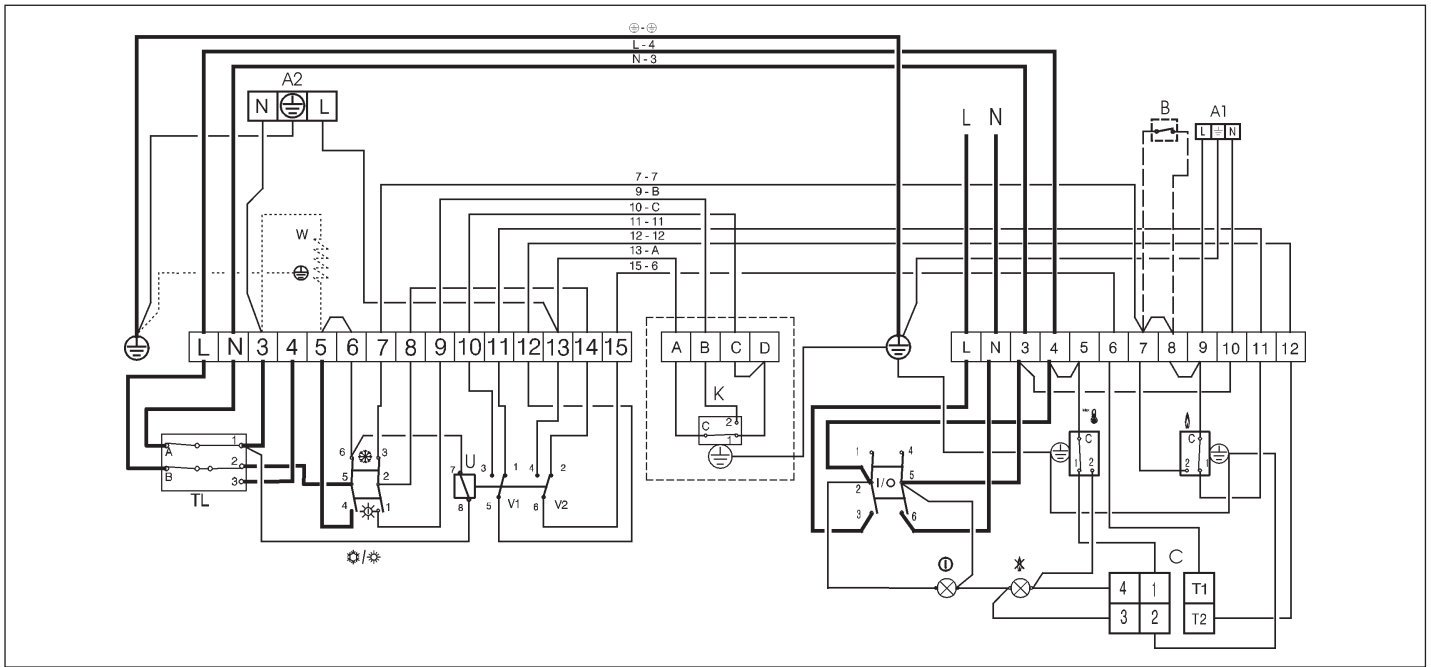 L - 4
N - 3
A2
N L
L N
B
A1
L N
7 - 7
9 - B
10 - C
11 - 11
12 - 12
13 - A
15 - 6
W
L N 3 4 5 6 7 8 9 10 11 12 13 14 15
A B C D
L N 3 4 5 6 7 8 9 10 11 12
K
C 2 1
A 1
B 2
3
TL
6 3
5 2
4 1
/
U
7
8
3 1 4 2
5 V1 6 V2
1 4
2 I/O 5
3 6
C
1 2
C
2 1
C
4 1 T1
3 2 T2